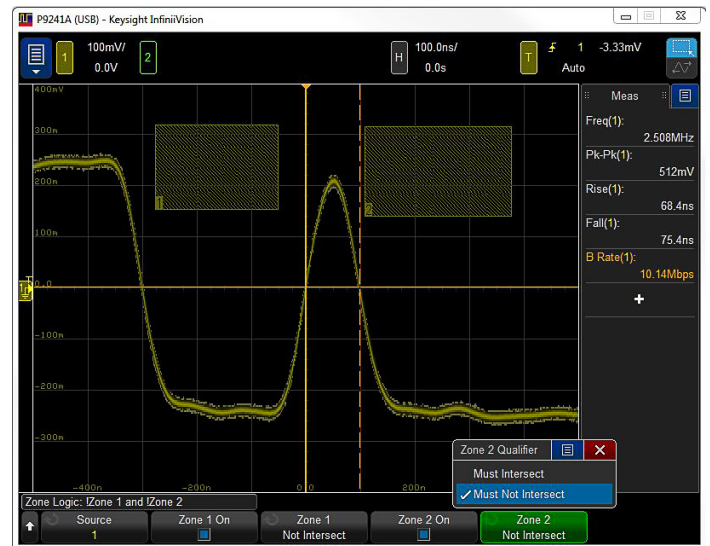 P9241A (USB) - Keysight InfiniiVision
1 100mV/ 0.0V 2 H 100.0ns/ 0.0s T 1 -3.33mV Auto
400mV
300m
200m
100m
0.0
-100m
-200m
-300m
-400n -200n 0.0 200n
1
2
Meas
Freq(1):
2.508MHz
Pk-Pk(1):
512mV
Rise(1):
68.4ns
Fall(1):
75.4ns
B Rate(1):
10.14Mbps
+
Zone 2 Qualifier
Must Intersect
Must Not Intersect
Zone Logic: !Zone 1 and !Zone 2
Source Zone 1 On Zone 1 Zone 2 On Zone 2
1 Not Intersect Not Intersect